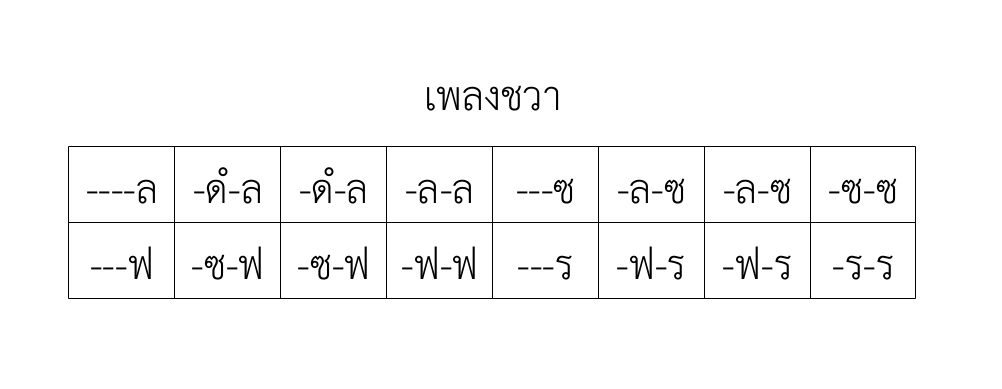 เพลงชวา
----ล -ดํ-ล -ดํ-ล -ล-ล ---ซ -ล-ซ -ล-ซ -ซ-ซ
---ฟ -ซ-ฟ -ซ-ฟ -ฟ-ฟ ---ร -ฟ-ร -ฟ-ร -ร-ร